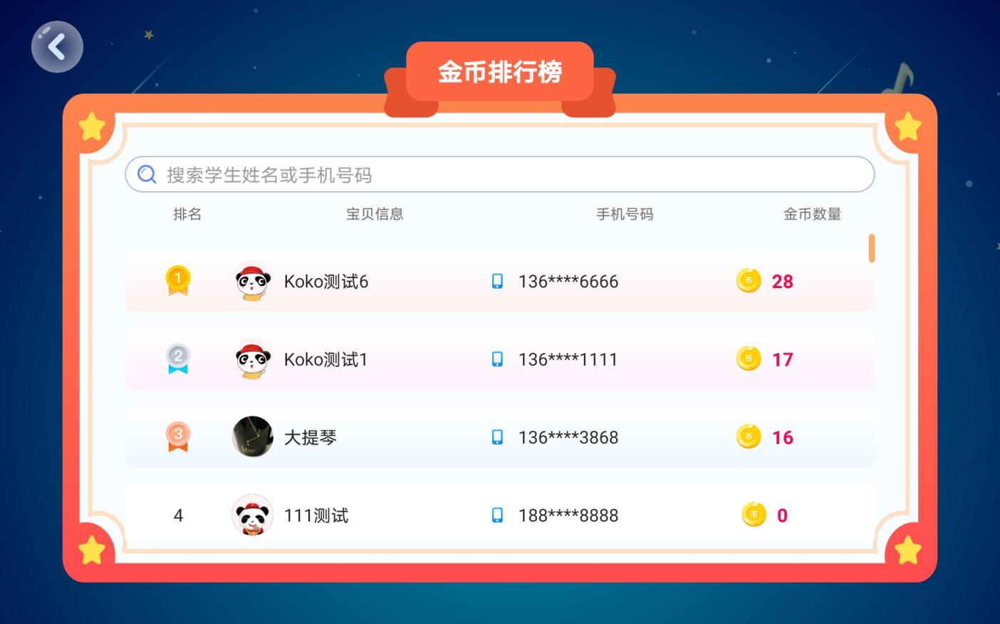 金币排行榜
搜索学生姓名或手机号码
排名 宝贝信息 手机号码 金币数量
1 Koko测试6 136****6666 币 28
2 Koko测试1 136****1111 币 17
3 大提琴 136****3868 币 16
4 111测试 188****8888 币 0